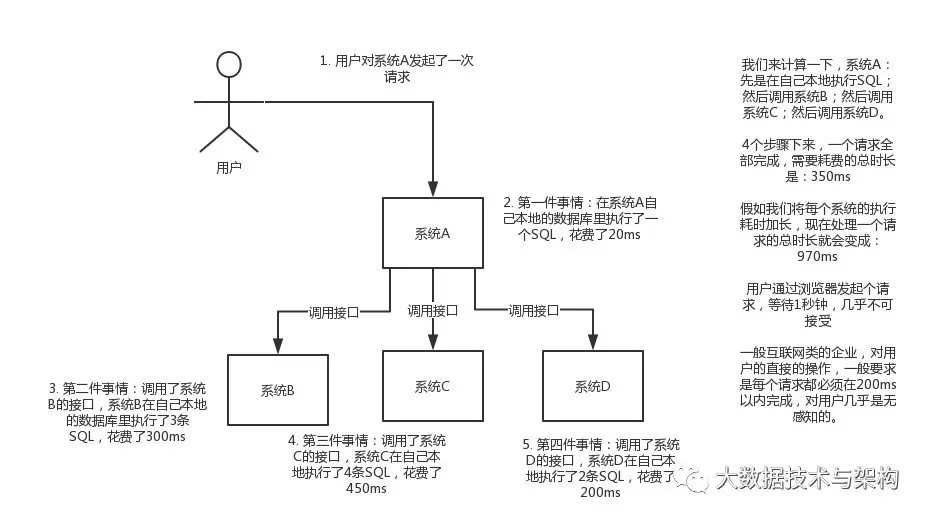 1. 用户对系统A发起了一次
请求
用户
2. 第一件事情：在系统A自
己本地的数据库里执行了一
个SQL，花费了20ms
系统A
调用接口
调用接口
调用接口
系统B
系统C
系统D
3. 第二件事情：调用了系统
B的接口，系统B在自己本地
的数据库里执行了3条
SQL，花费了300ms
4. 第三件事情：调用了系统
C的接口，系统C在自己本
地执行了4条SQL，花费了
450ms
5. 第四件事情：调用了系统
D的接口，系统D在自己本
地执行了2条SQL，花费了
200ms
我们来计算一下，系统A：
先是在自己本地执行SQL；
然后调用系统B；然后调用
系统C；然后调用系统D。
4个步骤下来，一个请求全
部完成，需要耗费的总时长
是：350ms
假如我们将每个系统的执行
耗时加长，现在处理一个请
求的总时长就会变成：
970ms
用户通过浏览器发起个请
求，等待1秒钟，几乎不可
接受
一般互联网类的企业，对用
户的直接的操作，一般要求
是每个请求都必须在200ms
以内完成，对用户几乎是无
感知的。
大数据技术与架构